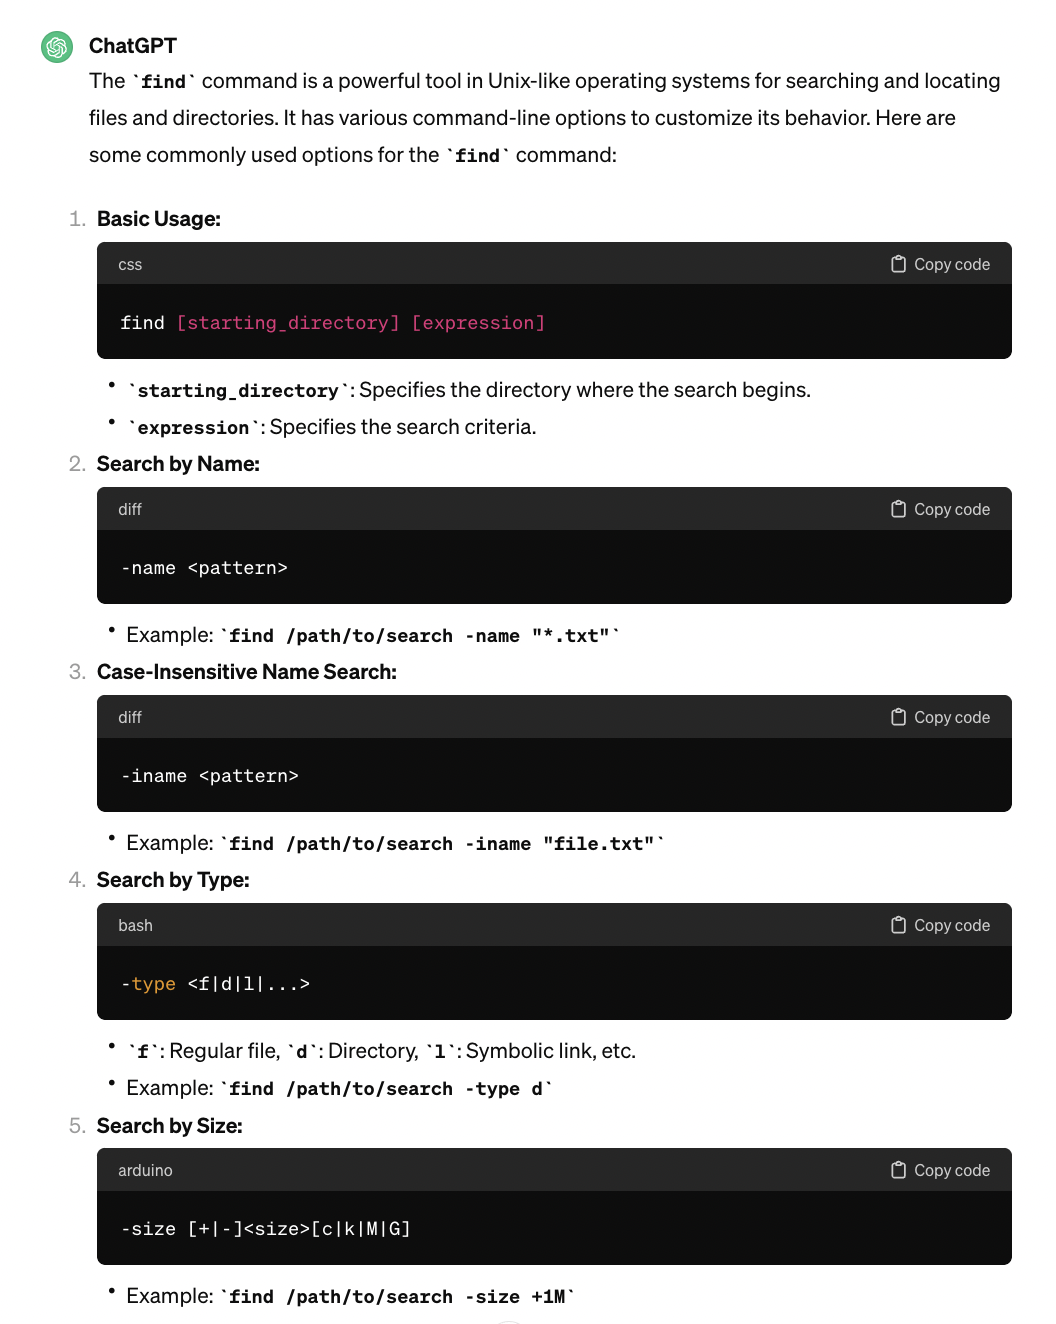 ChatGPT
The `find` command is a powerful tool in Unix-like operating systems for searching and locating
files and directories. It has various command-line options to customize its behavior. Here are
some commonly used options for the `find` command:
1. Basic Usage:
css Copy code
find [starting_directory] [expression]
• `starting_directory`: Specifies the directory where the search begins.
• `expression`: Specifies the search criteria.
2. Search by Name:
diff Copy code
-name <pattern>
• Example: `find /path/to/search -name "*.txt"`
3. Case-Insensitive Name Search:
diff Copy code
-iname <pattern>
• Example: `find /path/to/search -iname "file.txt"`
4. Search by Type:
bash Copy code
-type <f|d|l|...>
• `f`: Regular file, `d`: Directory, `l`: Symbolic link, etc.
• Example: `find /path/to/search -type d`
5. Search by Size:
arduino Copy code
-size [+|-]<size>[c|k|M|G]
• Example: `find /path/to/search -size +1M`